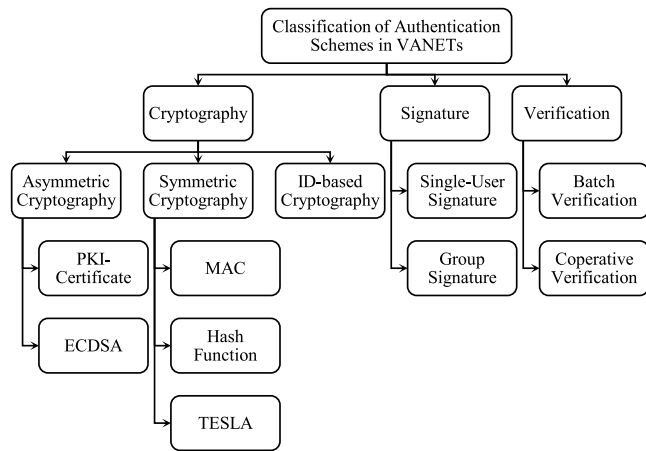 Classification of Authentication
Schemes in VANETs
Cryptography
Signature
Verification
Asymmetric
Cryptography
Symmetric
Cryptography
ID-based
Cryptography
Single-User
Signature
Batch
Verification
PKI-
Certificate
MAC
Group
Signature
Coperative
Verification
ECDSA
Hash
Function
TESLA